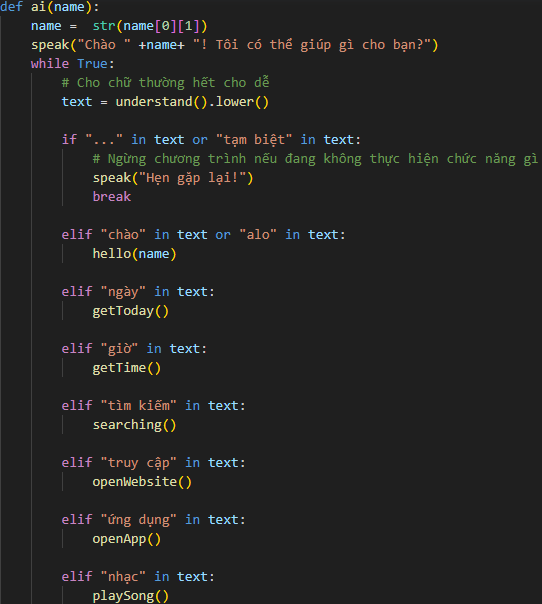 def ai(name):
    name =  str(name[0][1])
    speak("Chào " +name+ "! Tôi có thể giúp gì cho bạn?")
    while True:
        # Cho chữ thường hết cho dễ
        text = understand().lower()

        if "..." in text or "tạm biệt" in text:
            # Ngừng chương trình nếu đang không thực hiện chức năng gì
            speak("Hẹn gặp lại!")
            break

        elif "chào" in text or "alo" in text:
            hello(name)

        elif "ngày" in text:
            getToday()

        elif "giờ" in text:
            getTime()

        elif "tìm kiếm" in text:
            searching()

        elif "truy cập" in text:
            openWebsite()

        elif "ứng dụng" in text:
            openApp()

        elif "nhạc" in text:
            playSong()